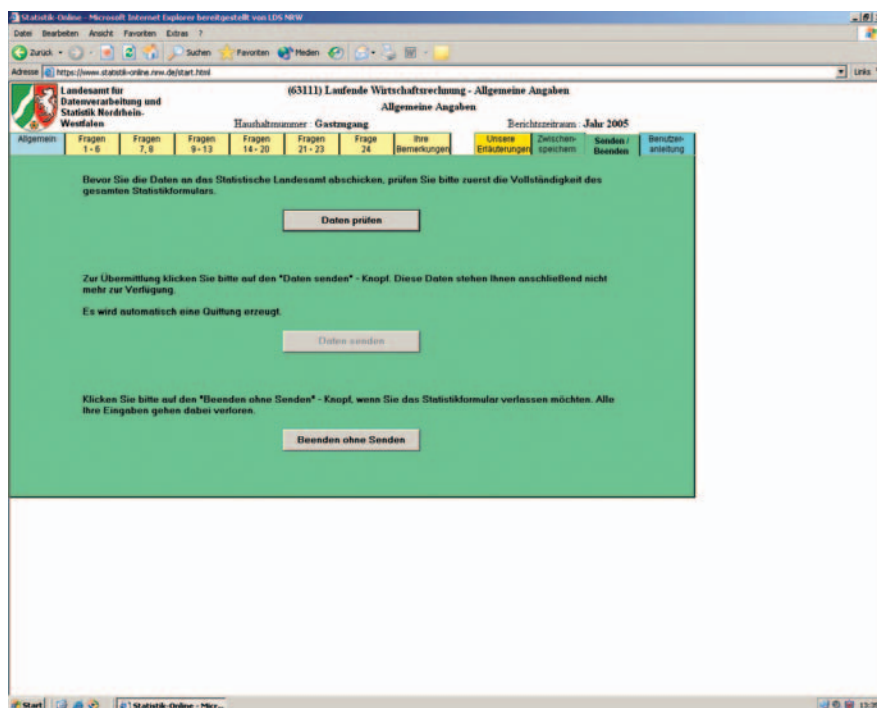 Statistik-Online - Microsoft Internet Explorer bereitgestellt von LDS NRW
Datei Bearbeiten Ansicht Favoriten Extras ?
Zurück Suchen Favoriten Medien
Adresse https://www.statistik-online.nrw.de/start.html Links
Landesamt für
Datenverarbeitung und
Statistik Nordrhein-
Westfalen
(63111) Laufende Wirtschaftsrechnung - Allgemeine Angaben
Allgemeine Angaben
Haushaltsnummer : Gastzugang Berichtszeitraum : Jahr 2005
Allgemein Fragen 1 - 6 Fragen 7, 8 Fragen 9 - 13 Fragen 14 - 20 Fragen 21 - 23 Frage 24 Ihre Bemerkungen Unsere Erläuterungen Zwischen- speichern Senden / Beenden Benutzer- anleitung
Bevor Sie die Daten an das Statistische Landesamt abschicken, prüfen Sie bitte zuerst die Vollständigkeit des
gesamten Statistikformulars.
Daten prüfen
Zur Übermittlung klicken Sie bitte auf den "Daten senden" - Knopf. Diese Daten stehen Ihnen anschließend nicht
mehr zur Verfügung.
Es wird automatisch eine Quittung erzeugt.
Daten senden
Klicken Sie bitte auf den "Beenden ohne Senden" - Knopf, wenn Sie das Statistikformular verlassen möchten. Alle
Ihre Eingaben gehen dabei verloren.
Beenden ohne Senden
Start Statistik-Online - Micr...